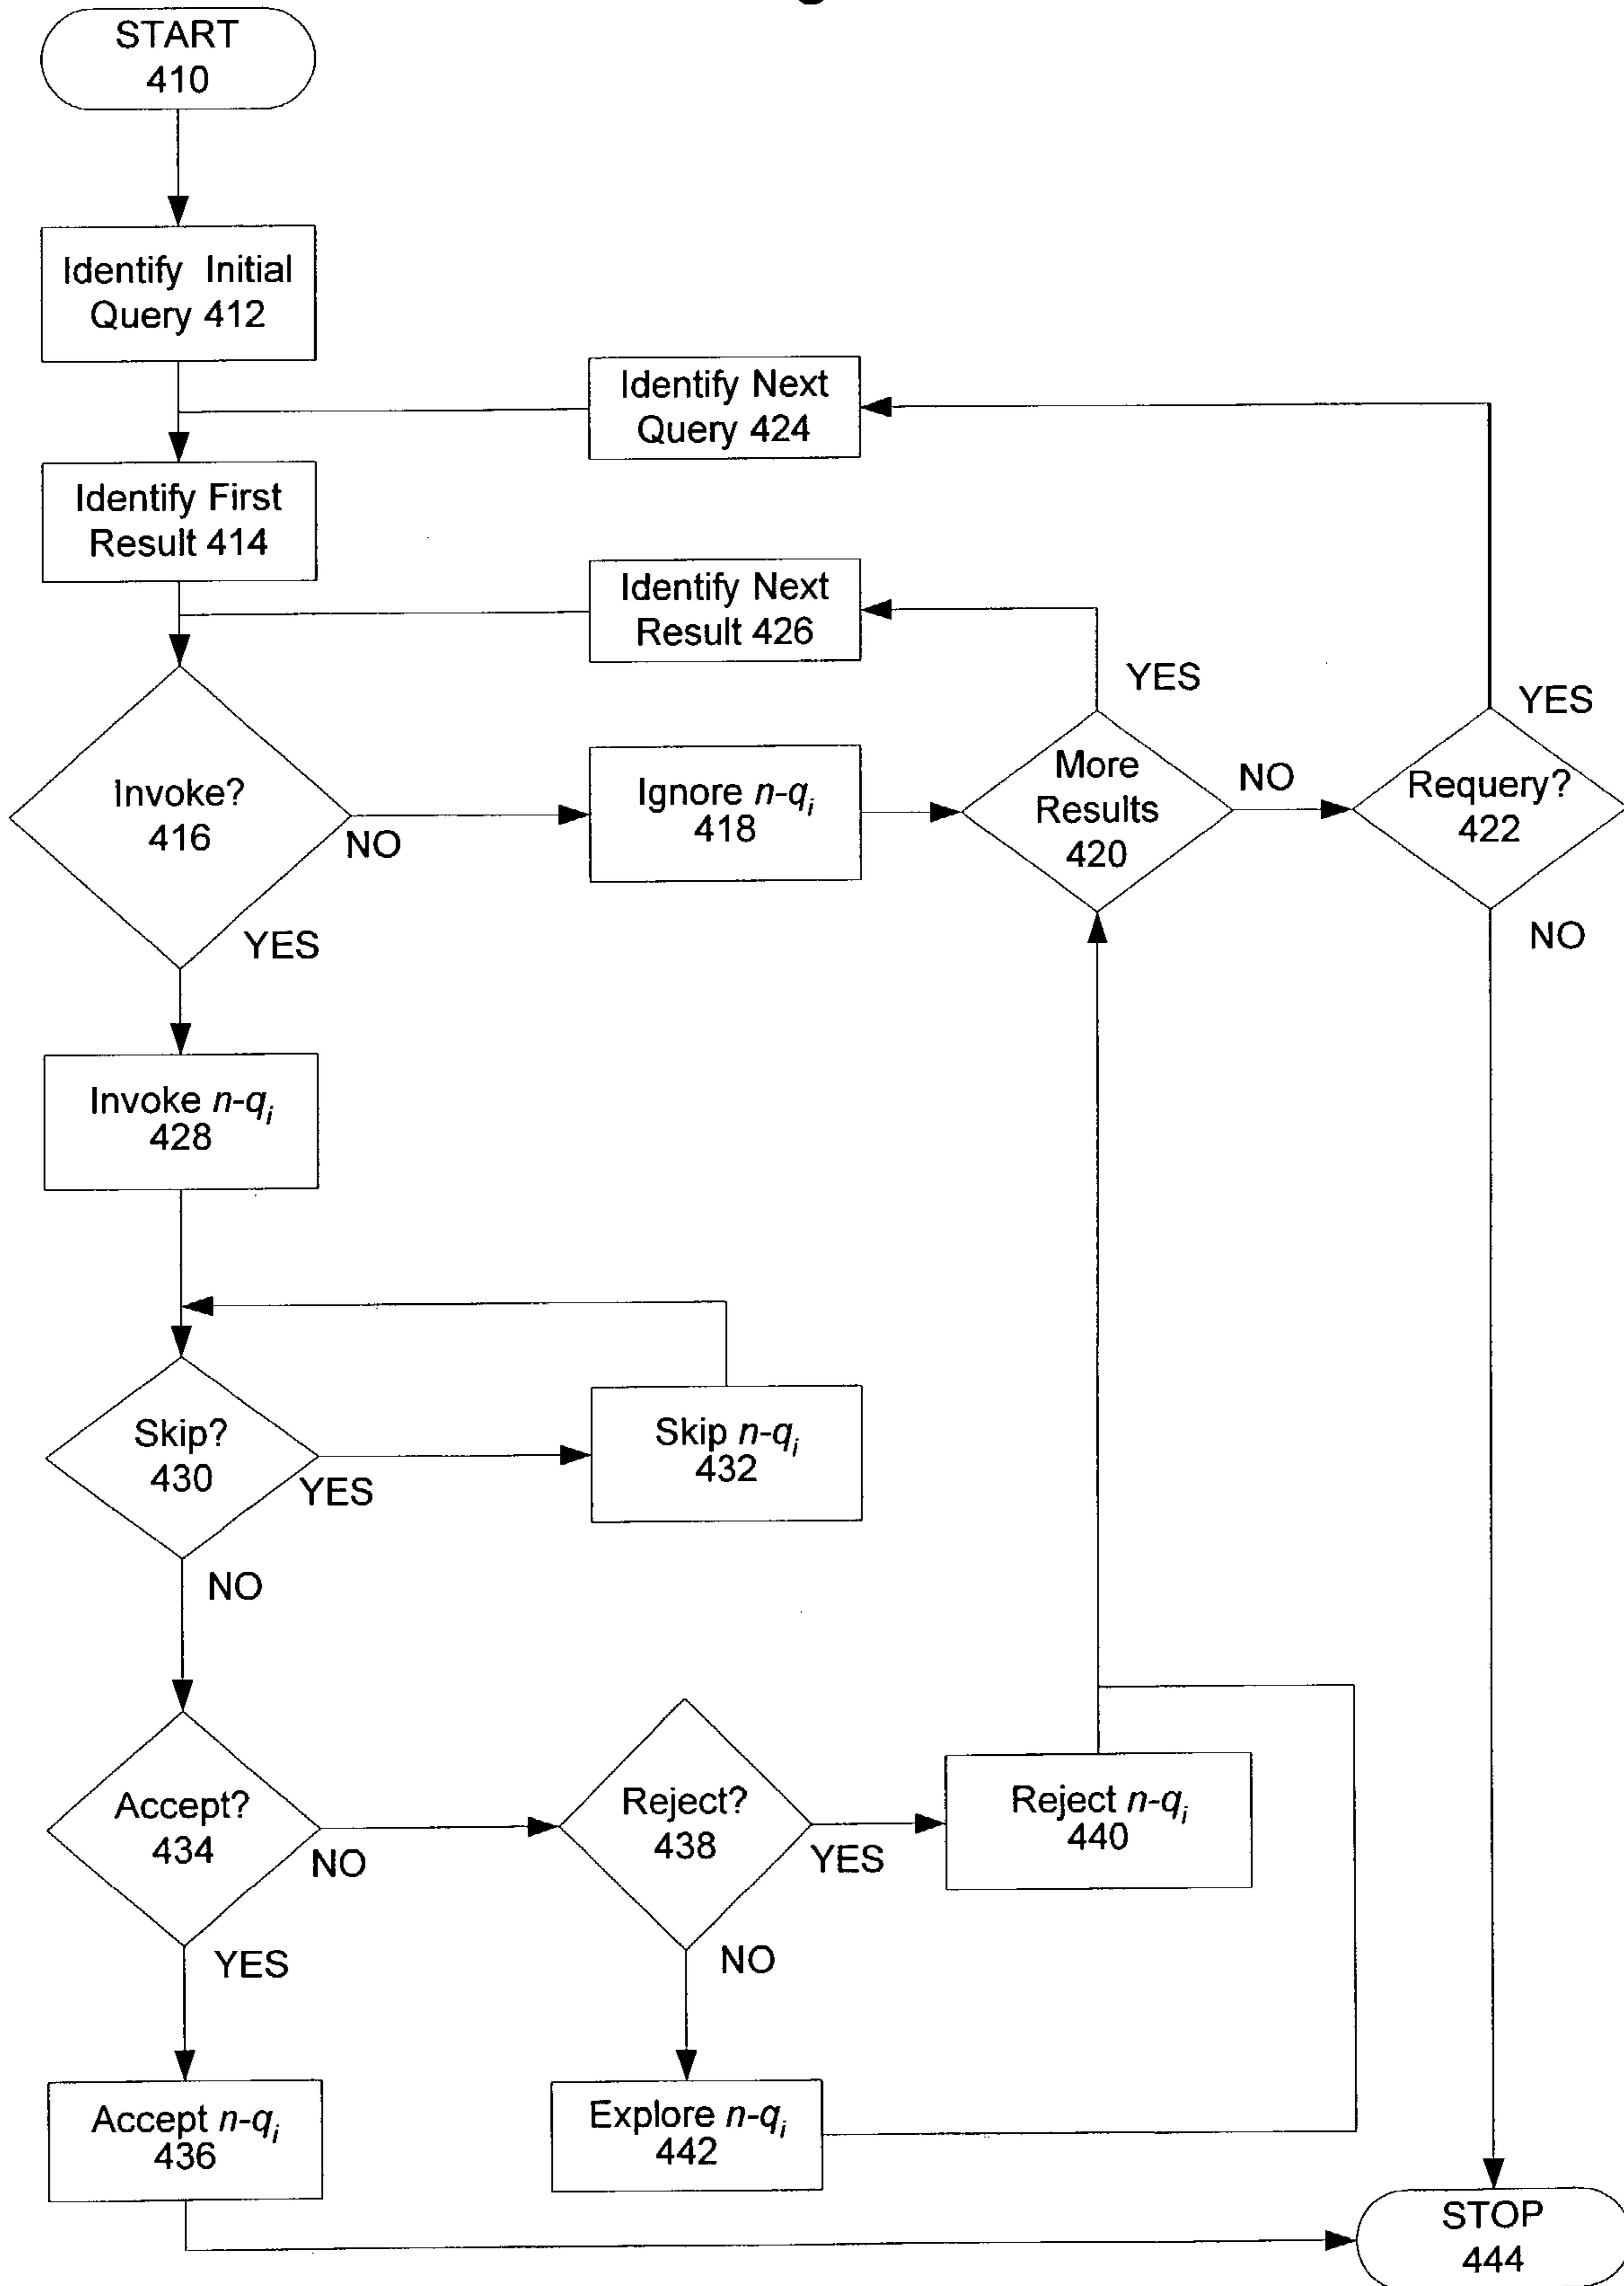 START
410
Identify Initial
Query 412
Identify Next
Query 424
Identify First
Result 414
Identify Next
Result 426
YES
YES
Invoke?
416
NO
Ignore n-qi
418
More
Results
420
NO
Requery?
422
YES
NO
Invoke n-qi
428
Skip?
430
YES
Skip n-qi
432
NO
Accept?
434
NO
Reject?
438
YES
Reject n-qi
440
YES
NO
Accept n-qi
436
Explore n-qi
442
STOP
444